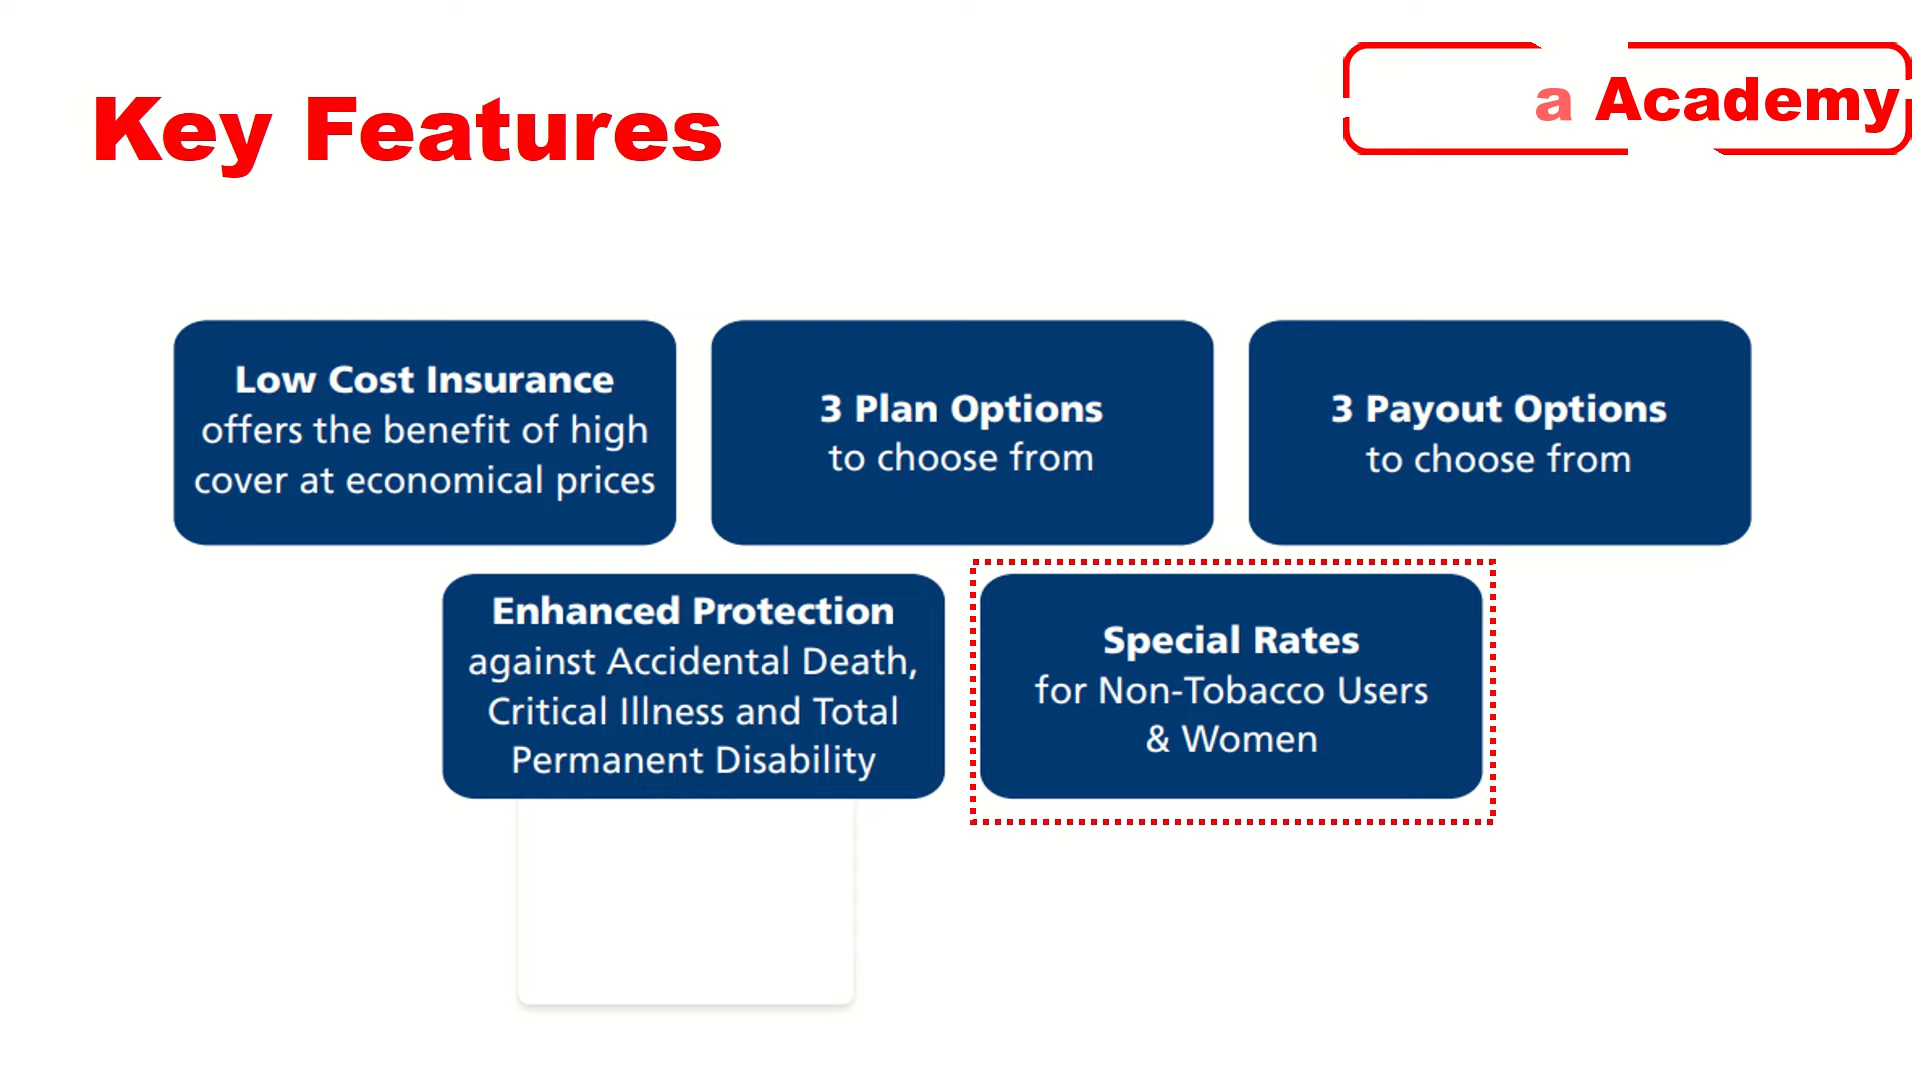 Key Features
a Academy
Low Cost Insurance
offers the benefit of high
cover at economical prices
3 Plan Options
to choose from
3 Payout Options
to choose from
Enhanced Protection
against Accidental Death,
Critical Illness and Total
Permanent Disability
Special Rates
for Non-Tobacco Users
& Women